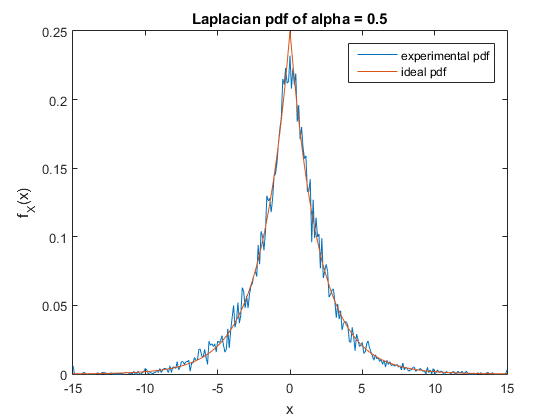 Laplacian pdf of alpha = 0.5
experimental pdf
ideal pdf
0.25
0.2
0.15
0.1
0.05
0
f_X(x)
-15 -10 -5 0 5 10 15
x